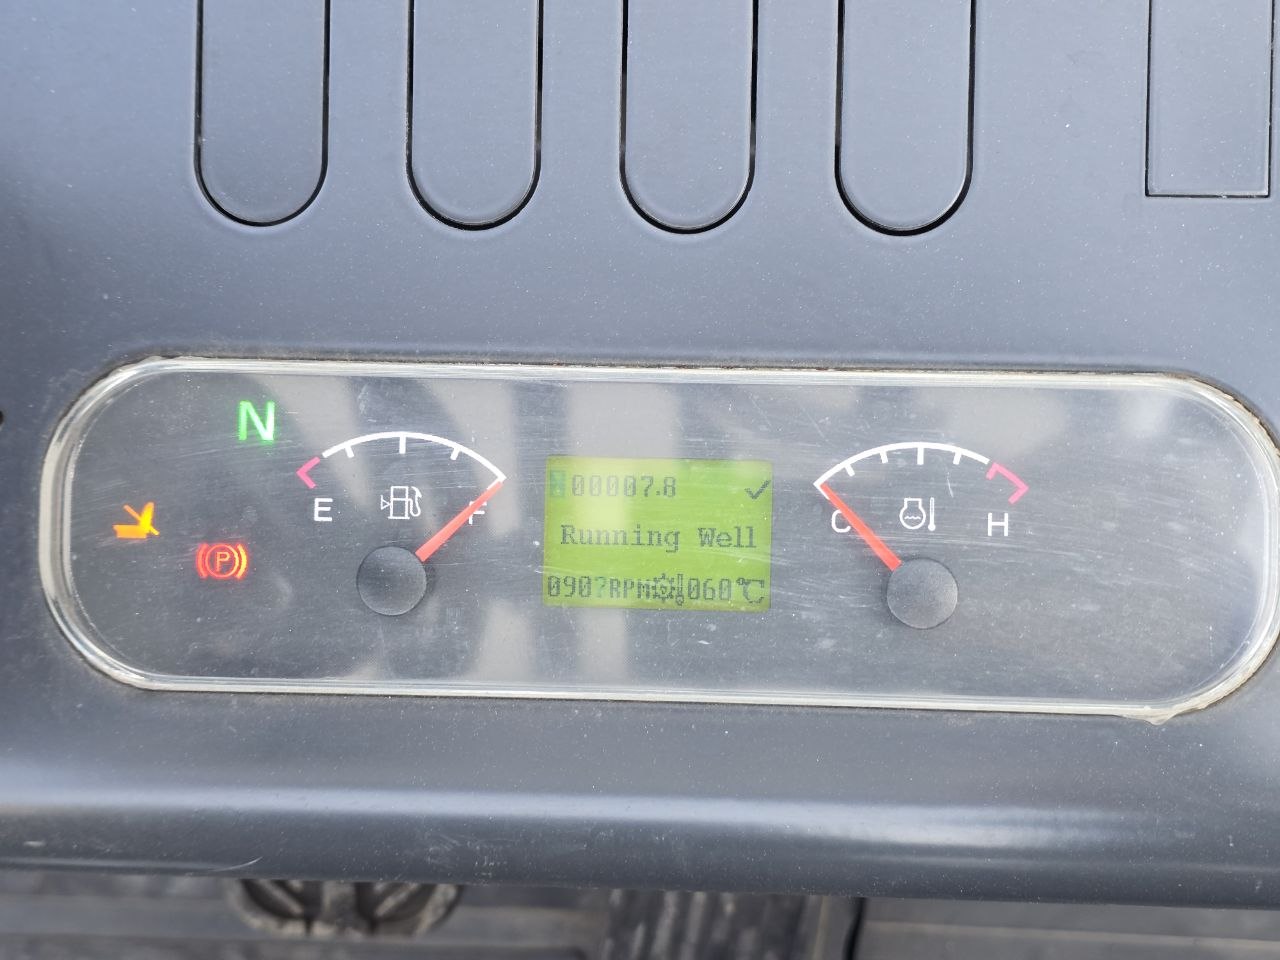 N
E
F
P
00007.8
Running Well
0907RPM 060℃
C
H